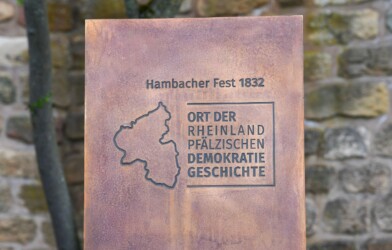 Hambacher Fest 1832
ORT DER
RHEINLAND
PFÄLZISCHEN
DEMOKRATIE
GESCHICHTE